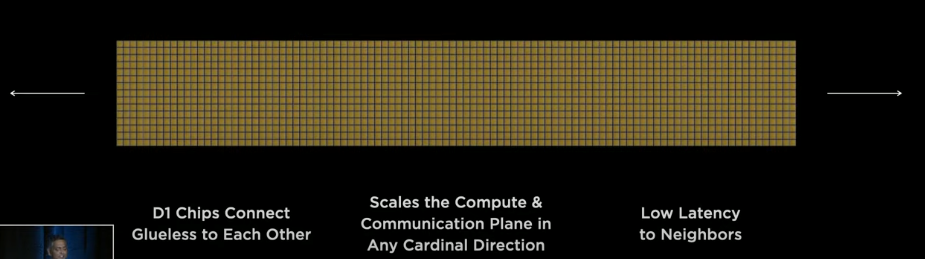 D1 Chips Connect
Glueless to Each Other
Scales the Compute &
Communication Plane in
Any Cardinal Direction
Low Latency
to Neighbors